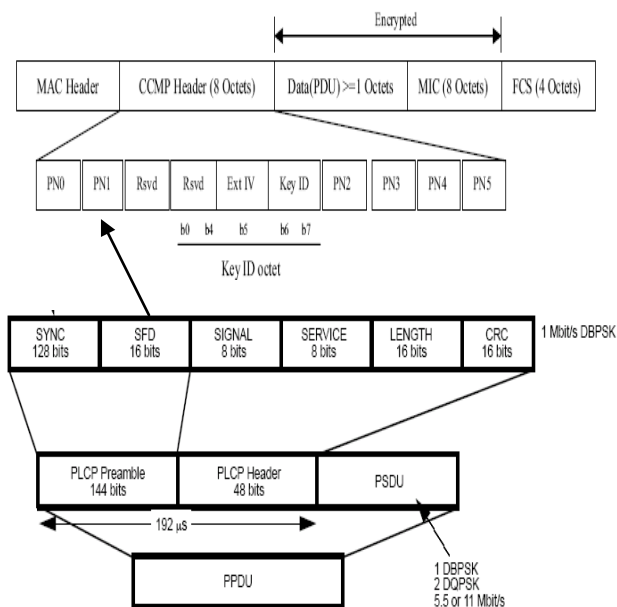 Encrypted
MAC Header CCMP Header (8 Octets) Data(PDU) >=1 Octets MIC (8 Octets) FCS (4 Octets)
PN0 PN1 Rsvd Rsvd Ext IV Key ID PN2 PN3 PN4 PN5
b0 b4 b5 b6 b7
Key ID octet
SYNC SFD SIGNAL SERVICE LENGTH CRC 1 Mbit/s DBPSK
128 bits 16 bits 8 bits 8 bits 16 bits 16 bits
PLCP Preamble PLCP Header PSDU
144 bits 48 bits
192 μs
PPDU
1 DBPSK
2 DQPSK
5.5 or 11 Mbit/s